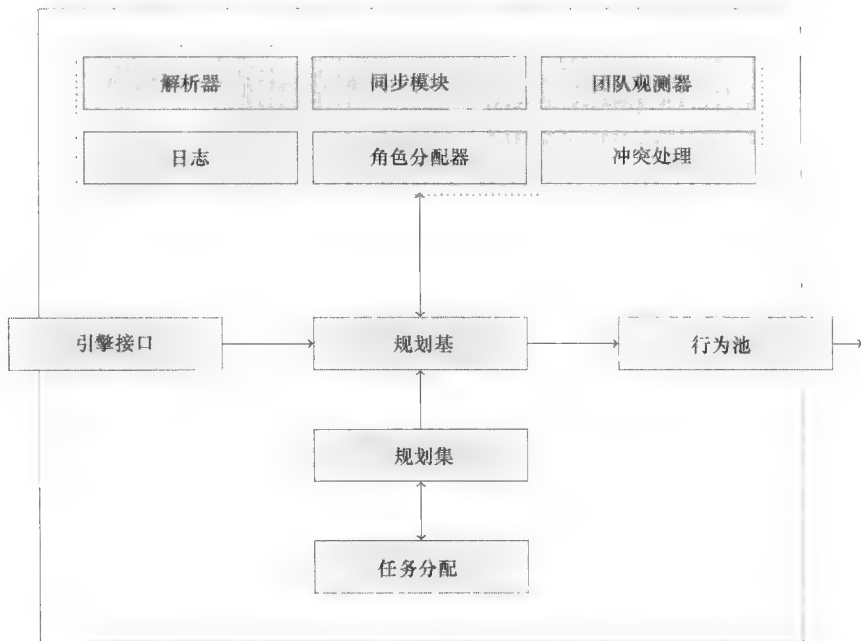 解析器 同步模块 团队观测器
日志 角色分配器 冲突处理
引擎接口 规划基 行为池
规划集
任务分配